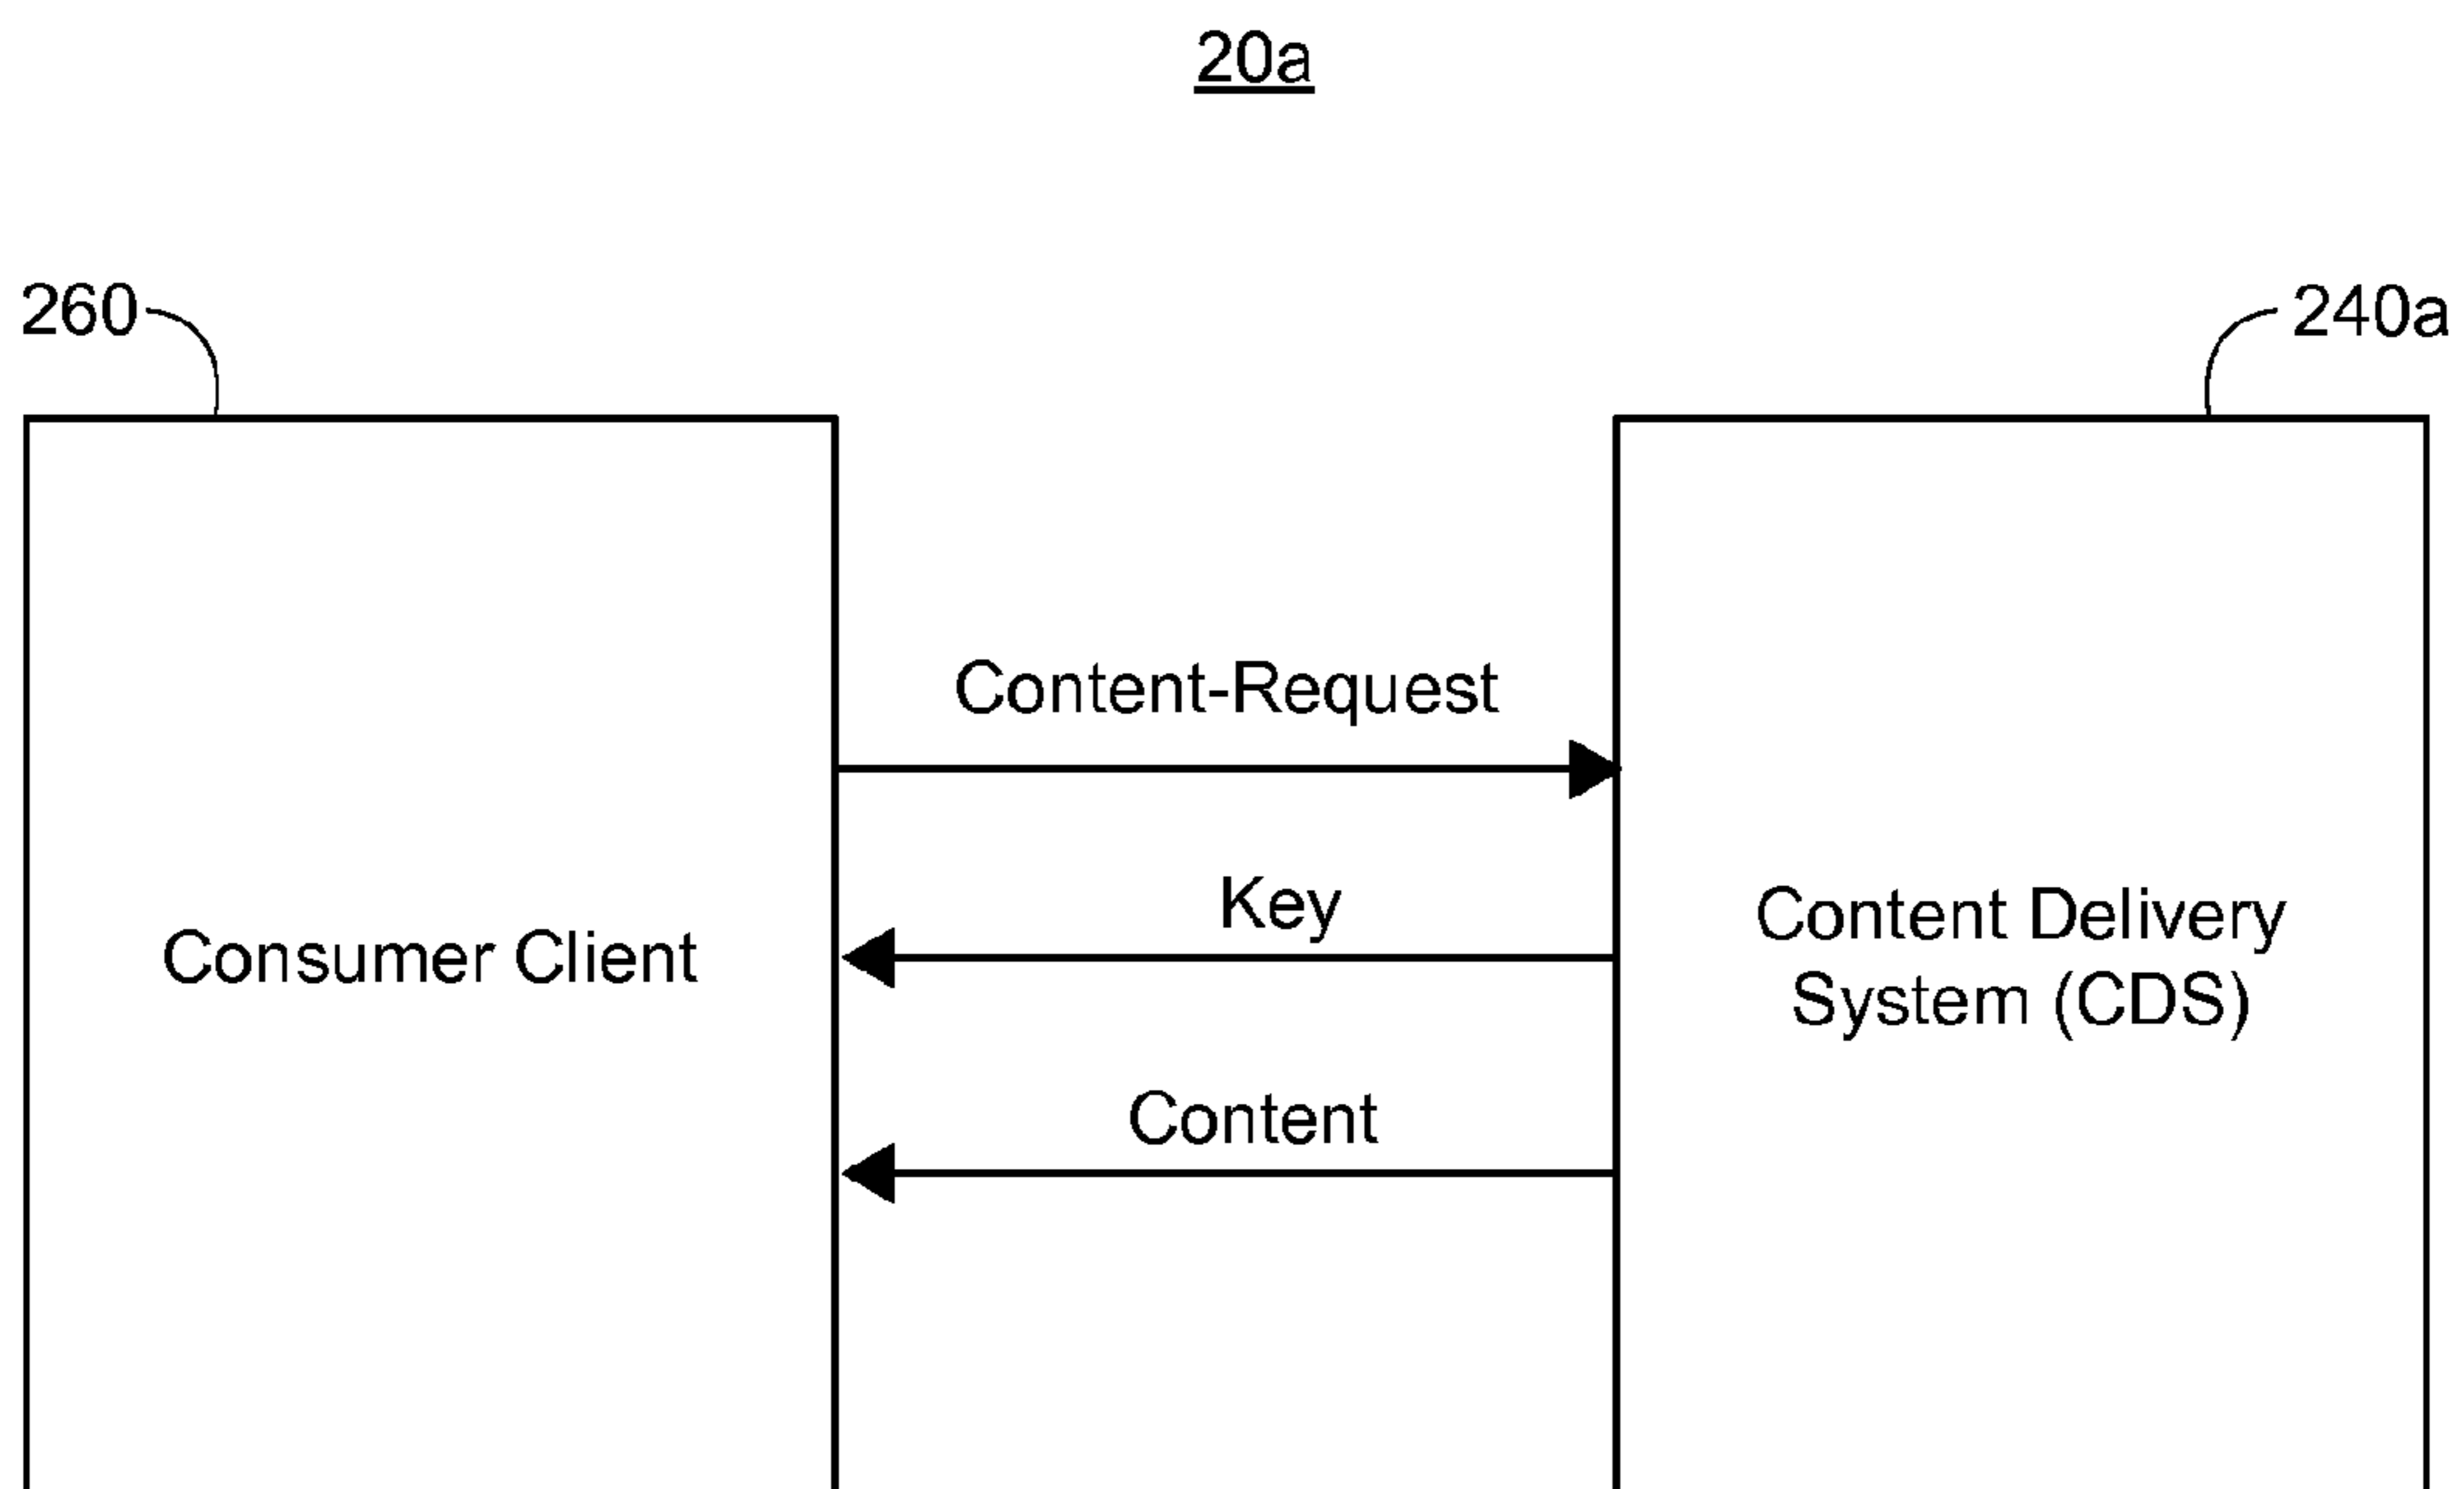 20a
260
240a
Content-Request
Key
Consumer Client
Content Delivery
System (CDS)
Content